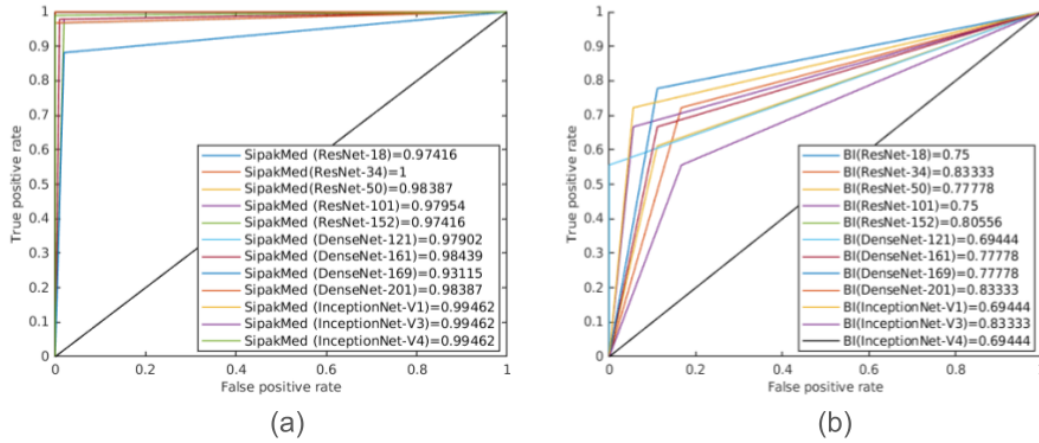 1
0.9
0.8
0.7
0.6
0.5
0.4
0.3
0.2
0.1
0
True positive rate
SipakMed (ResNet-18)=0.97416
SipakMed(ResNet-34)=1
SipakMed (ResNet-50)=0.98387
SipakMed (ResNet-101)=0.97954
SipakMed (ResNet-152)=0.97416
SipakMed (DenseNet-121)=0.97902
SipakMed (DenseNet-161)=0.98439
SipakMed (DenseNet-169)=0.93115
SipakMed (DenseNet-201)=0.98387
SipakMed (InceptionNet-V1)=0.99462
SipakMed (InceptionNet-V3)=0.99462
SipakMed (InceptionNet-V4)=0.99462
0 0.2 0.4 0.6 0.8 1
False positive rate
(a)
1
0.9
0.8
0.7
0.6
0.5
0.4
0.3
0.2
0.1
0
True positive rate
BI(ResNet-18)=0.75
BI(ResNet-34)=0.83333
BI(ResNet-50)=0.77778
BI(ResNet-101)=0.75
BI(ResNet-152)=0.80556
BI(DenseNet-121)=0.69444
BI(DenseNet-161)=0.77778
BI(DenseNet-169)=0.77778
BI(DenseNet-201)=0.83333
BI(InceptionNet-V1)=0.69444
BI(InceptionNet-V3)=0.83333
BI(InceptionNet-V4)=0.69444
0 0.2 0.4 0.6 0.8 1
False positive rate
(b)